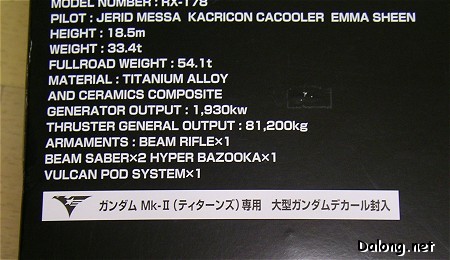 MODEL NUMBER : RX-178
PILOT : JERID MESSA  KACRICON CACOOLER  EMMA SHEEN
HEIGHT : 18.5m
WEIGHT : 33.4t
FULLROAD WEIGHT : 54.1t
MATERIAL : TITANIUM ALLOY
AND CERAMICS COMPOSITE
GENERATOR OUTPUT : 1,930kw
THRUSTER GENERAL OUTPUT : 81,200kg
ARMAMENTS : BEAM RIFLE×1
BEAM SABER×2 HYPER BAZOOKA×1
VULCAN POD SYSTEM×1
ガンダム Mk-II（ティターンズ）専用　大型ガンダムデカール封入
Dalong.net